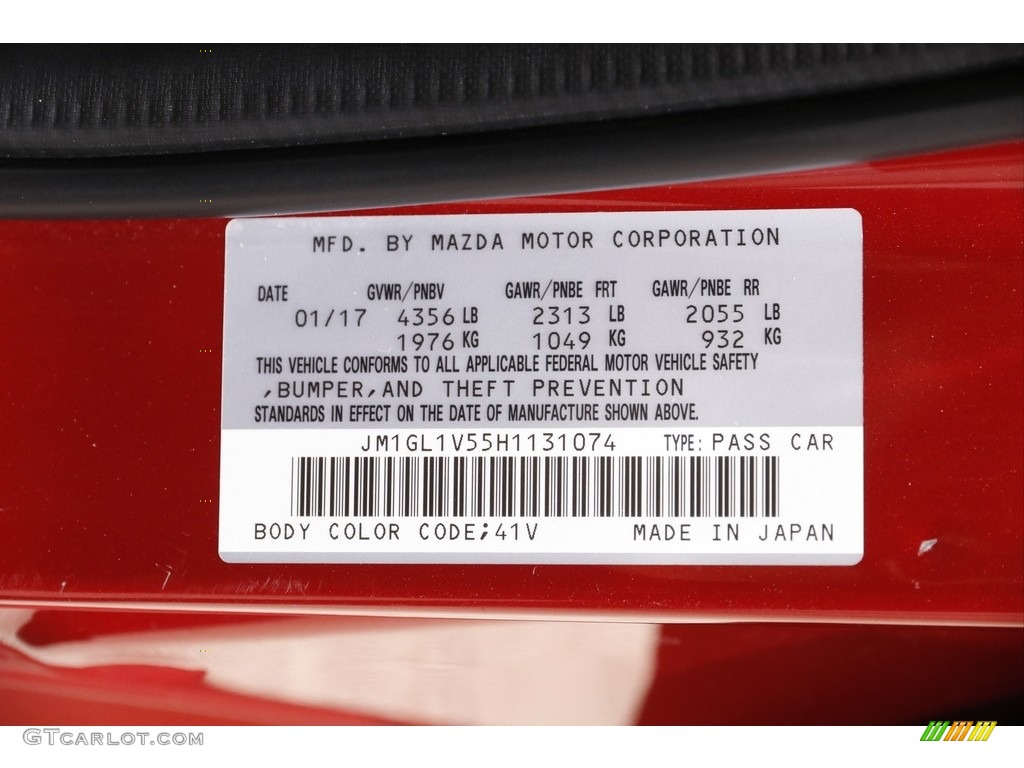 MFD. BY MAZDA MOTOR CORPORATION
DATE GVWR/PNBV GAWR/PNBE FRT GAWR/PNBE RR
01/17 4356 LB 2313 LB 2055 LB
1976 KG 1049 KG 932 KG
THIS VEHICLE CONFORMS TO ALL APPLICABLE FEDERAL MOTOR VEHICLE SAFETY
,BUMPER,AND THEFT PREVENTION
STANDARDS IN EFFECT ON THE DATE OF MANUFACTURE SHOWN ABOVE.
JM1GL1V55H1131074 TYPE: PASS CAR
BODY COLOR CODE;41V MADE IN JAPAN
GTCARLOT.COM